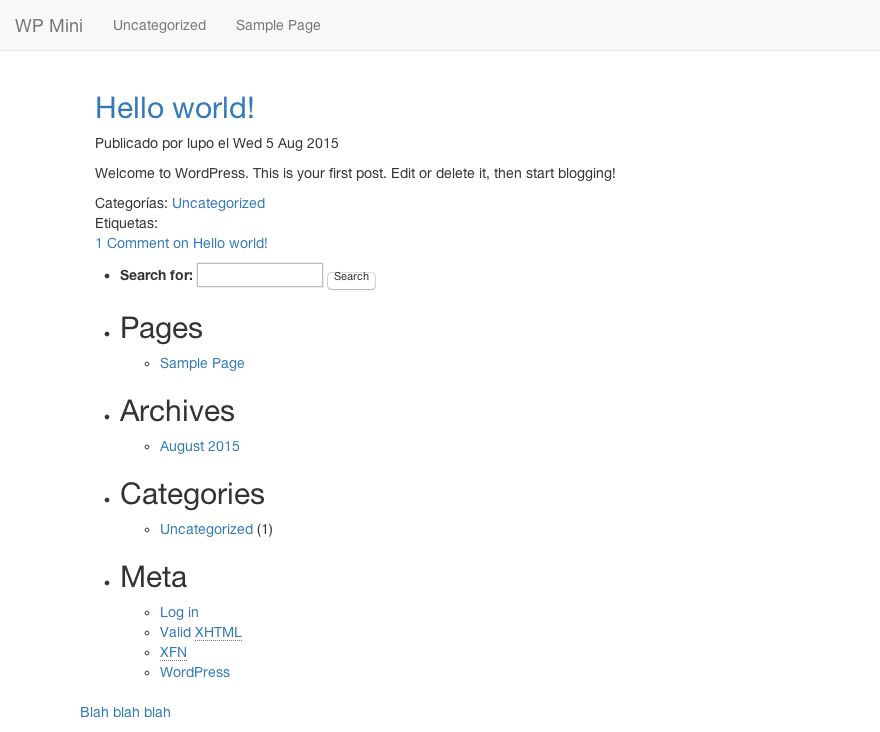 WP Mini Uncategorized Sample Page
Hello world!
Publicado por lupo el Wed 5 Aug 2015
Welcome to WordPress. This is your first post. Edit or delete it, then start blogging!
Categorías: Uncategorized
Etiquetas:
1 Comment on Hello world!
Search for: Search
Pages
Sample Page
Archives
August 2015
Categories
Uncategorized (1)
Meta
Log in
Valid XHTML
XFN
WordPress
Blah blah blah